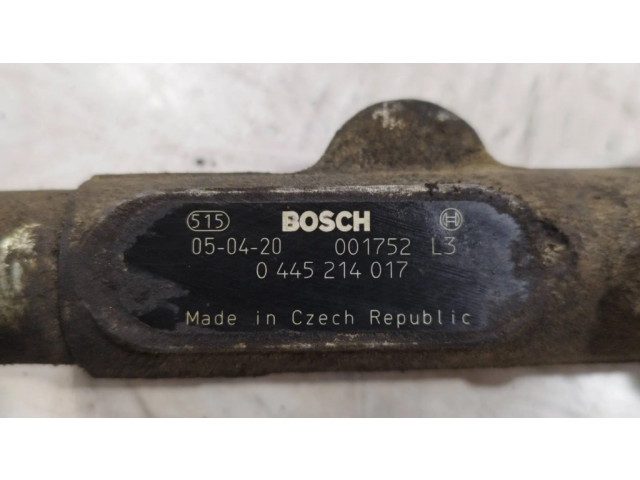 515 BOSCH
05-04-20 001752 L3
0 445 214 017
Made in Czech Republic